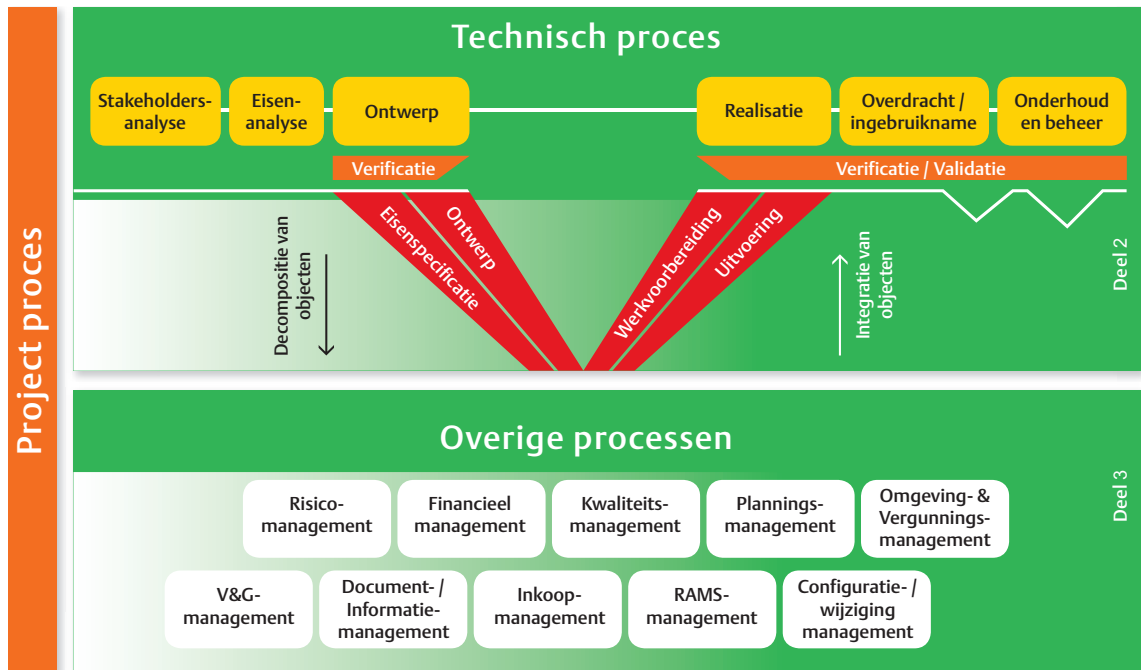 Project proces
Technisch proces
Stakeholders-
analyse
Eisen-
analyse
Ontwerp
Realisatie
Overdracht /
ingebruikname
Onderhoud
en beheer
Verificatie
Verificatie / Validatie
Decompositie van
objecten
Eisenspecificatie
Ontwerp
Werkvoorbereiding
Uitvoering
Integratie van
objecten
Deel 2
Overige processen
Risico-
management
Financieel
management
Kwaliteits-
management
Plannings-
management
Omgeving- &
Vergunnings-
management
V&G-
management
Document- /
Informatie-
management
Inkoop-
management
RAMS-
management
Configuratie- /
wijziging
management
Deel 3